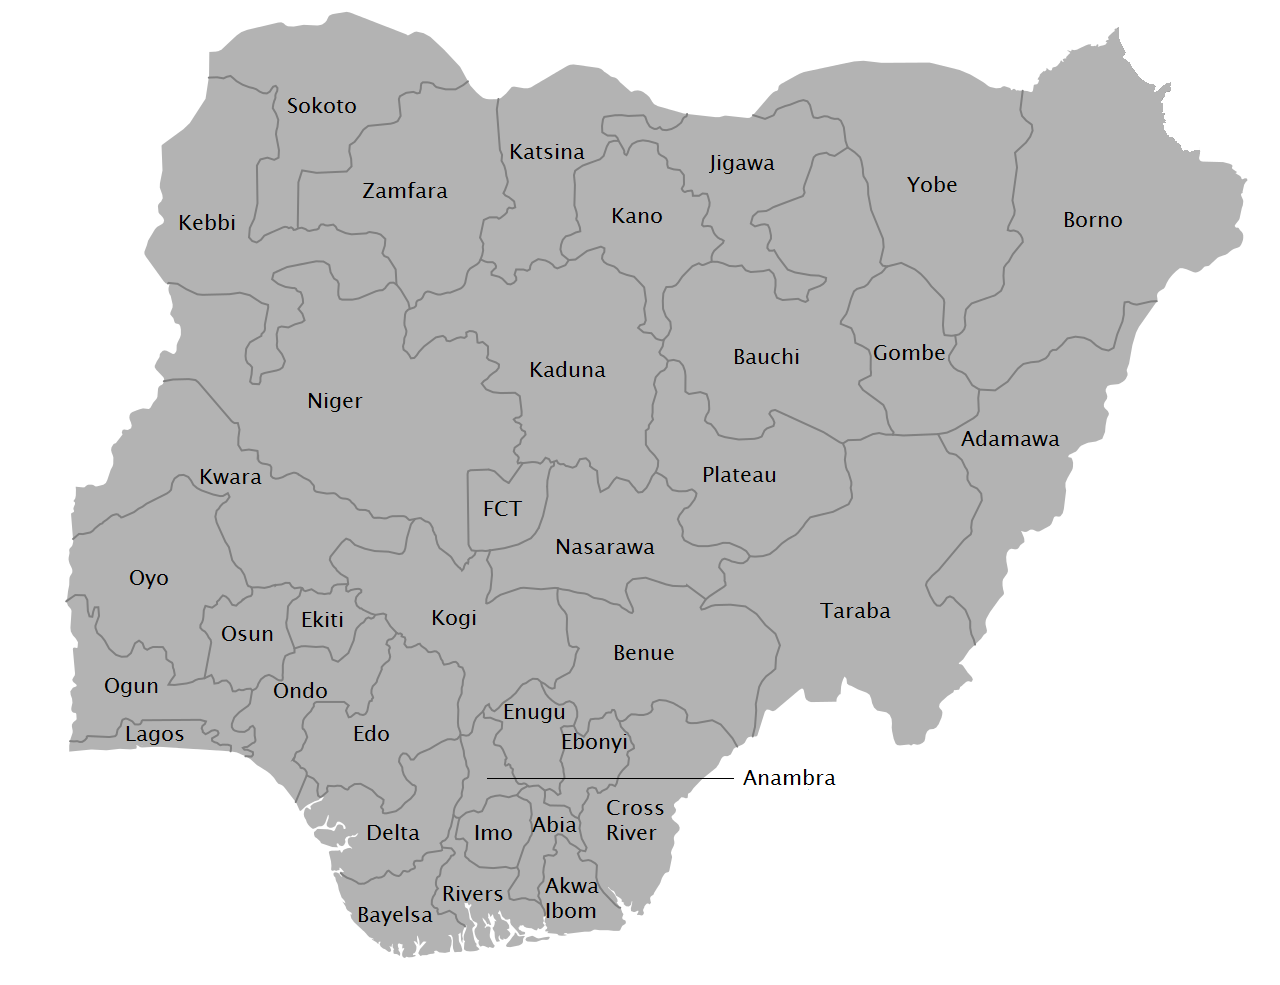 Sokoto
Katsina
Jigawa
Zamfara
Yobe
Kano
Kebbi
Borno
Bauchi
Gombe
Kaduna
Niger
Adamawa
Kwara
Plateau
FCT
Nasarawa
Oyo
Taraba
Kogi
Ekiti
Osun
Benue
Ogun
Ondo
Enugu
Lagos
Edo
Ebonyi
Anambra
Cross
River
Delta
Imo
Abia
Akwa
Ibom
Rivers
Bayelsa